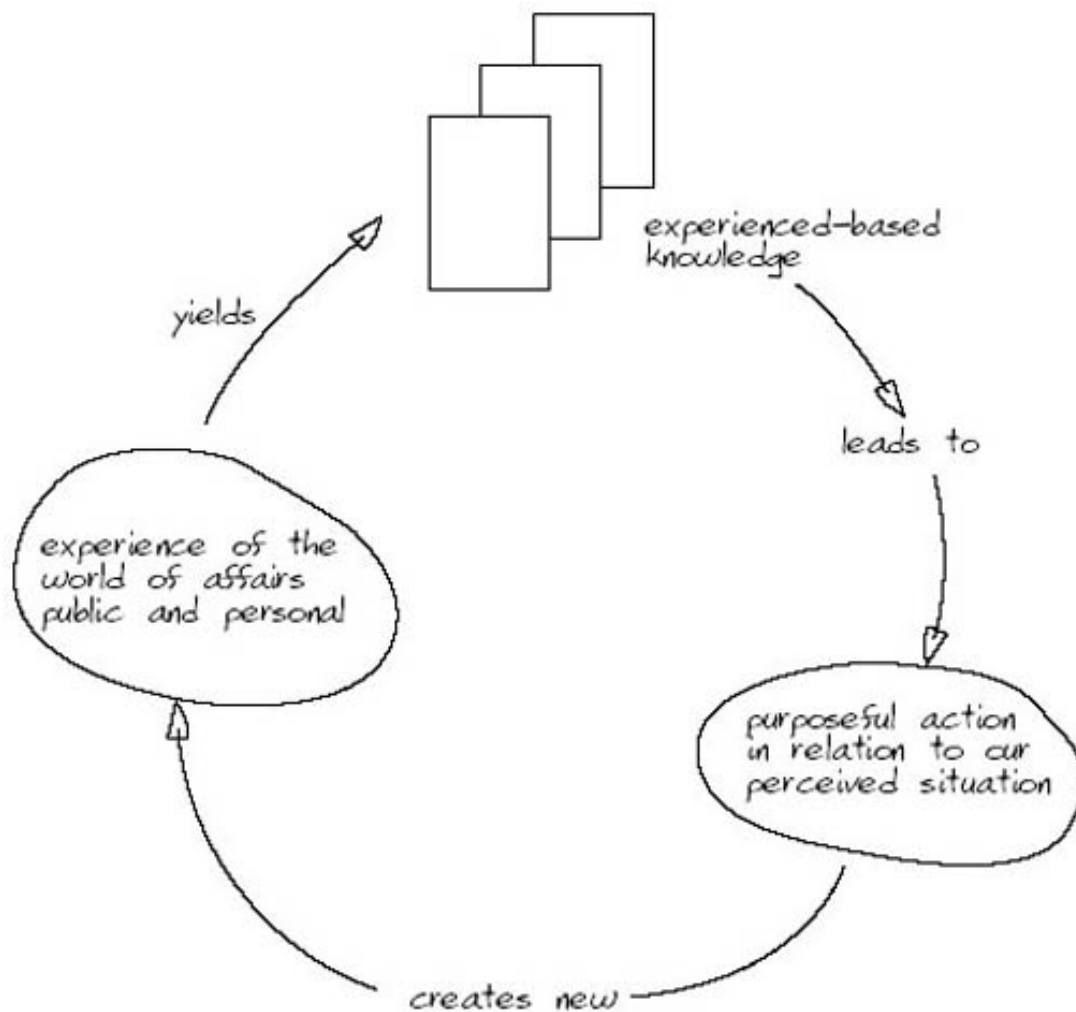 experienced-based
knowledge
yields
leads to
experience of the
world of affairs
public and personal
purposeful action
in relation to our
perceived situation
creates new